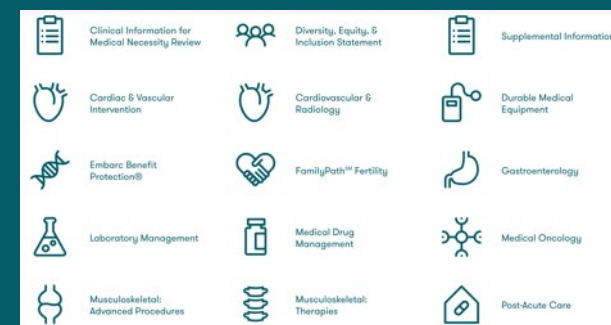 Clinical Information for
Medical Necessity Review
Diversity, Equity, &
Inclusion Statement
Supplemental Information
Cardiac & Vascular
Intervention
Cardiovascular &
Radiology
Durable Medical
Equipment
Embarc Benefit
Protection®
FamilyPath℠ Fertility
Gastroenterology
Laboratory Management
Medical Drug
Management
Medical Oncology
Musculoskeletal:
Advanced Procedures
Musculoskeletal:
Therapies
Post-Acute Care